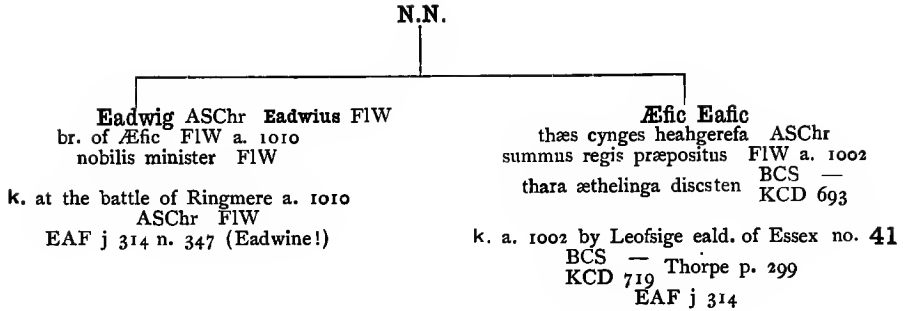 N.N.
Eadwig ASChr Eadwius FlW
br. of Æfic FlW a. 1010
nobilis minister FlW
k. at the battle of Ringmere a. 1010
ASChr FlW
EAF j 314 n. 347 (Eadwine!)
Æfic Eafic
thæs cynges heahgerefa ASChr
summus regis præpositus FlW a. 1002
thara æthelinga discsten BCS —
KCD 693
k. a. 1002 by Leofsige eald. of Essex no. 41
BCS —
KCD 719 Thorpe p. 299
EAF j 314